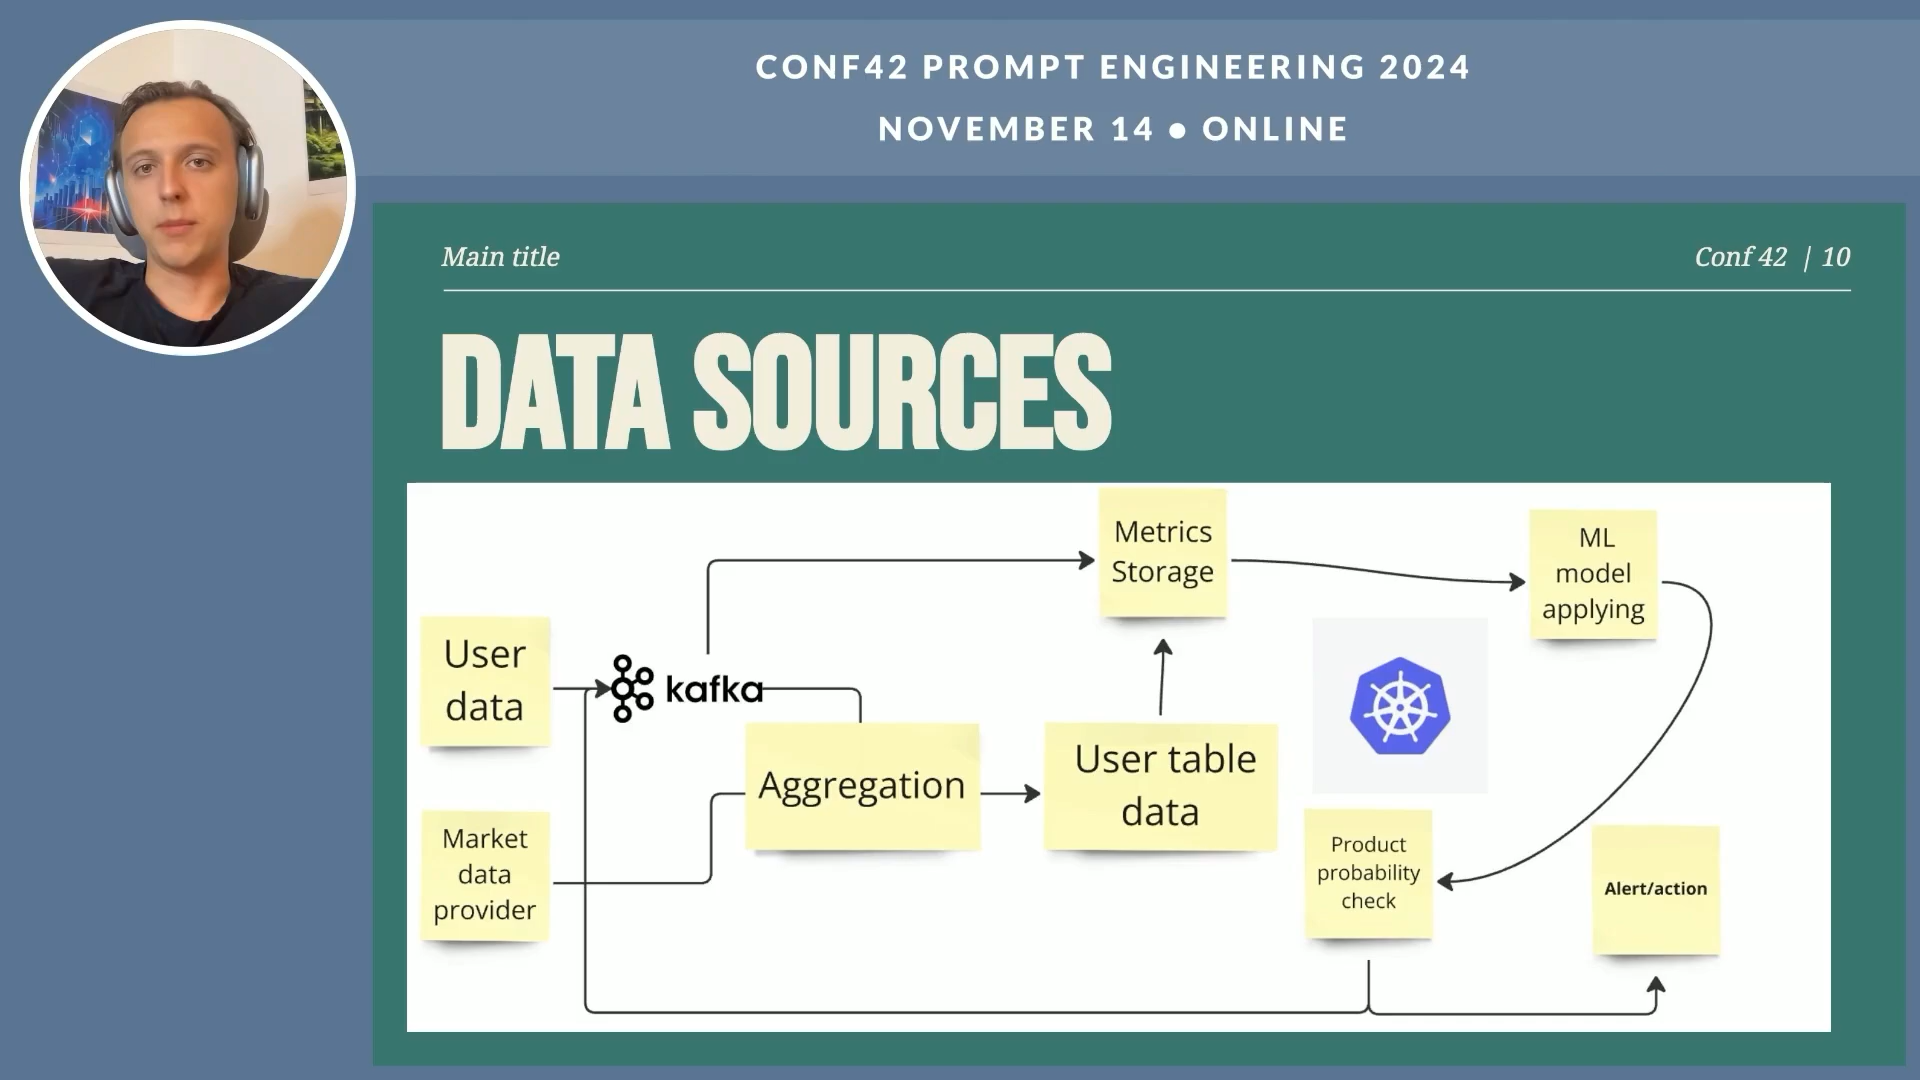 CONF42 PROMPT ENGINEERING 2024
NOVEMBER 14 ● ONLINE
Main title
Conf 42 | 10
DATA SOURCES
Metrics
Storage
ML
model
applying
User
data
kafka
Aggregation
User table
data
Market
data
provider
Product
probability
check
Alert/action